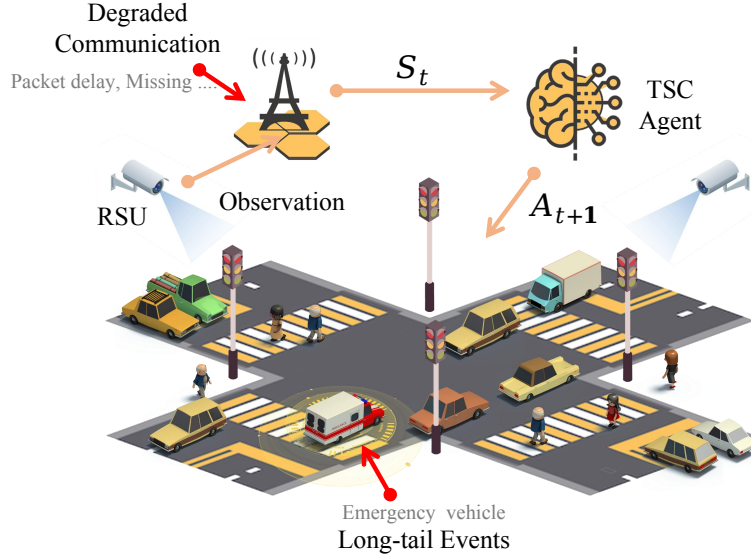 Degraded
Communication
Packet delay, Missing ....
S_t
TSC
Agent
RSU
Observation
A_{t+1}
Emergency vehicle
Long-tail Events